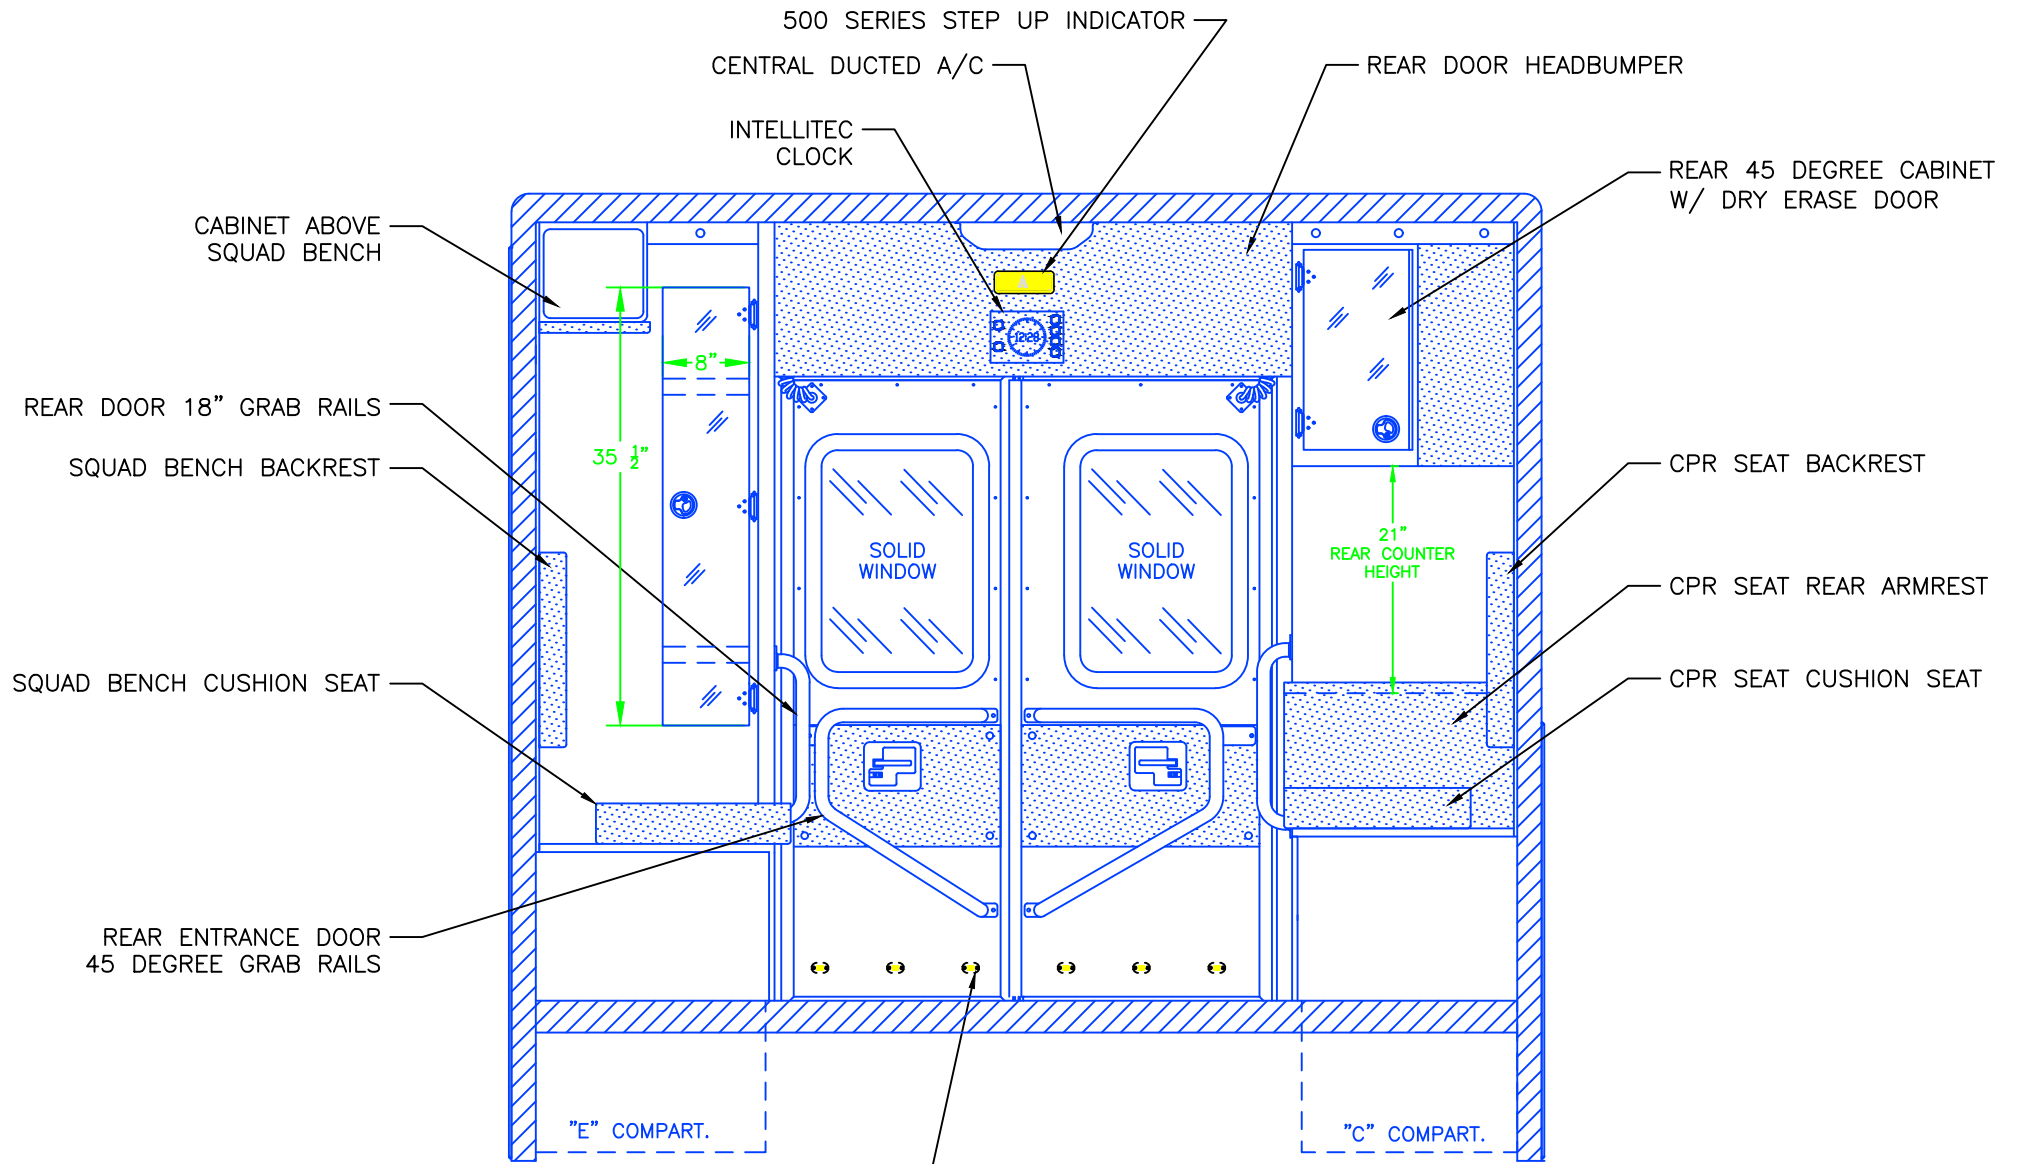 500 SERIES STEP UP INDICATOR
CENTRAL DUCTED A/C
REAR DOOR HEADBUMPER
INTELLITEC
CLOCK
REAR 45 DEGREE CABINET
W/ DRY ERASE DOOR
CABINET ABOVE
SQUAD BENCH
A
12:28
8"
REAR DOOR 18" GRAB RAILS
35 1/2"
SQUAD BENCH BACKREST
CPR SEAT BACKREST
SOLID
WINDOW
SOLID
WINDOW
21"
REAR COUNTER
HEIGHT
CPR SEAT REAR ARMREST
SQUAD BENCH CUSHION SEAT
CPR SEAT CUSHION SEAT
REAR ENTRANCE DOOR
45 DEGREE GRAB RAILS
"E" COMPART.
"C" COMPART.